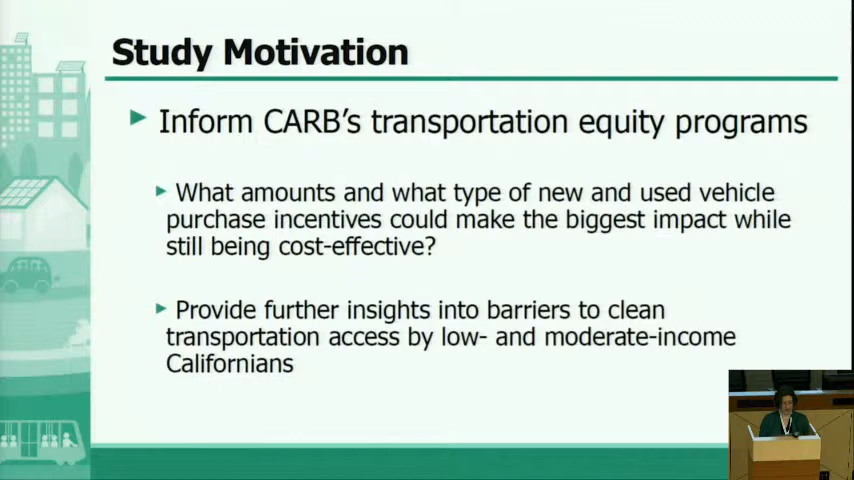 Study Motivation
Inform CARB's transportation equity programs
What amounts and what type of new and used vehicle
purchase incentives could make the biggest impact while
still being cost-effective?
Provide further insights into barriers to clean
transportation access by low- and moderate-income
Californians